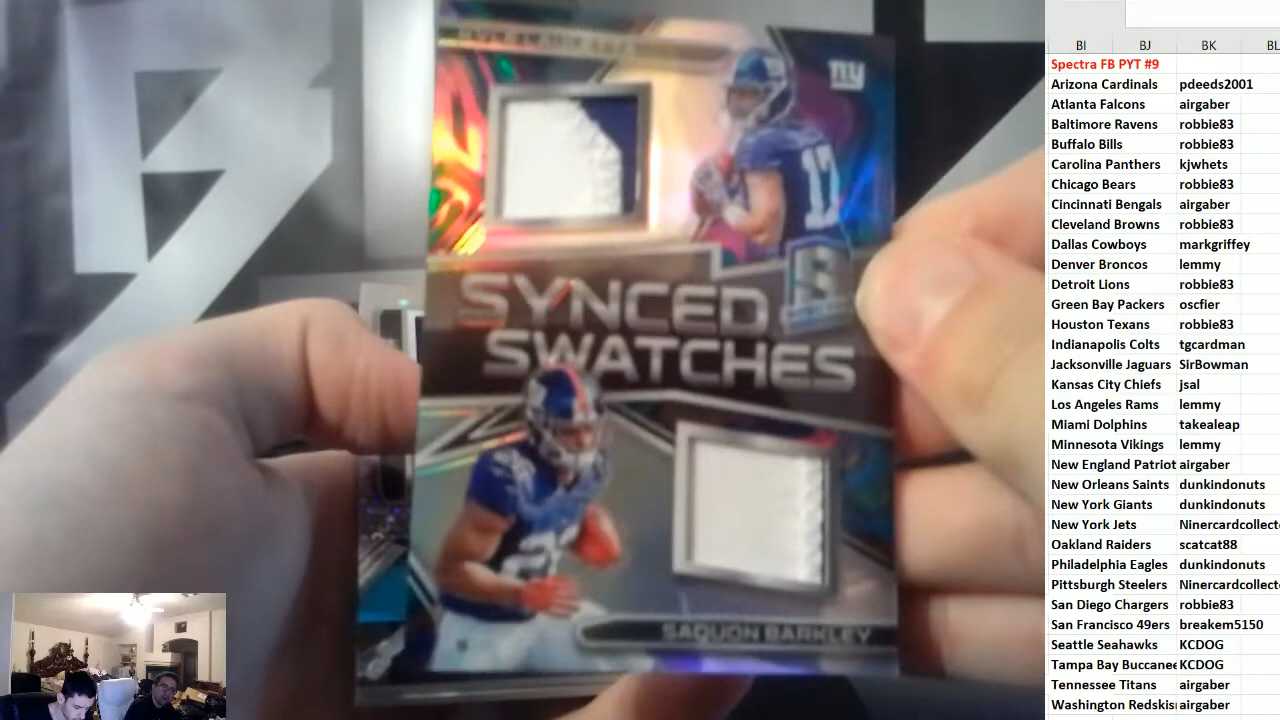 BI BJ BK BL
Spectra FB PYT #9
Arizona Cardinals pdeeds2001
Atlanta Falcons airgaber
Baltimore Ravens robbie83
Buffalo Bills robbie83
Carolina Panthers kjwhets
Chicago Bears robbie83
Cincinnati Bengals airgaber
Cleveland Browns robbie83
Dallas Cowboys markgriffey
Denver Broncos lemmy
Detroit Lions robbie83
Green Bay Packers oscfier
Houston Texans robbie83
Indianapolis Colts tgcardman
Jacksonville Jaguars SirBowman
Kansas City Chiefs jsal
Los Angeles Rams lemmy
Miami Dolphins takealeap
Minnesota Vikings lemmy
New England Patriot airgaber
New Orleans Saints dunkindonuts
New York Giants dunkindonuts
New York Jets Ninercardcollect
Oakland Raiders scatcat88
Philadelphia Eagles dunkindonuts
Pittsburgh Steelers Ninercardcollect
San Diego Chargers robbie83
San Francisco 49ers breakem5150
Seattle Seahawks KCDOG
Tampa Bay Buccanee KCDOG
Tennessee Titans airgaber
Washington Redskis airgaber
ny
17
SYNCED
SWATCHES
SAQUON BARKLEY